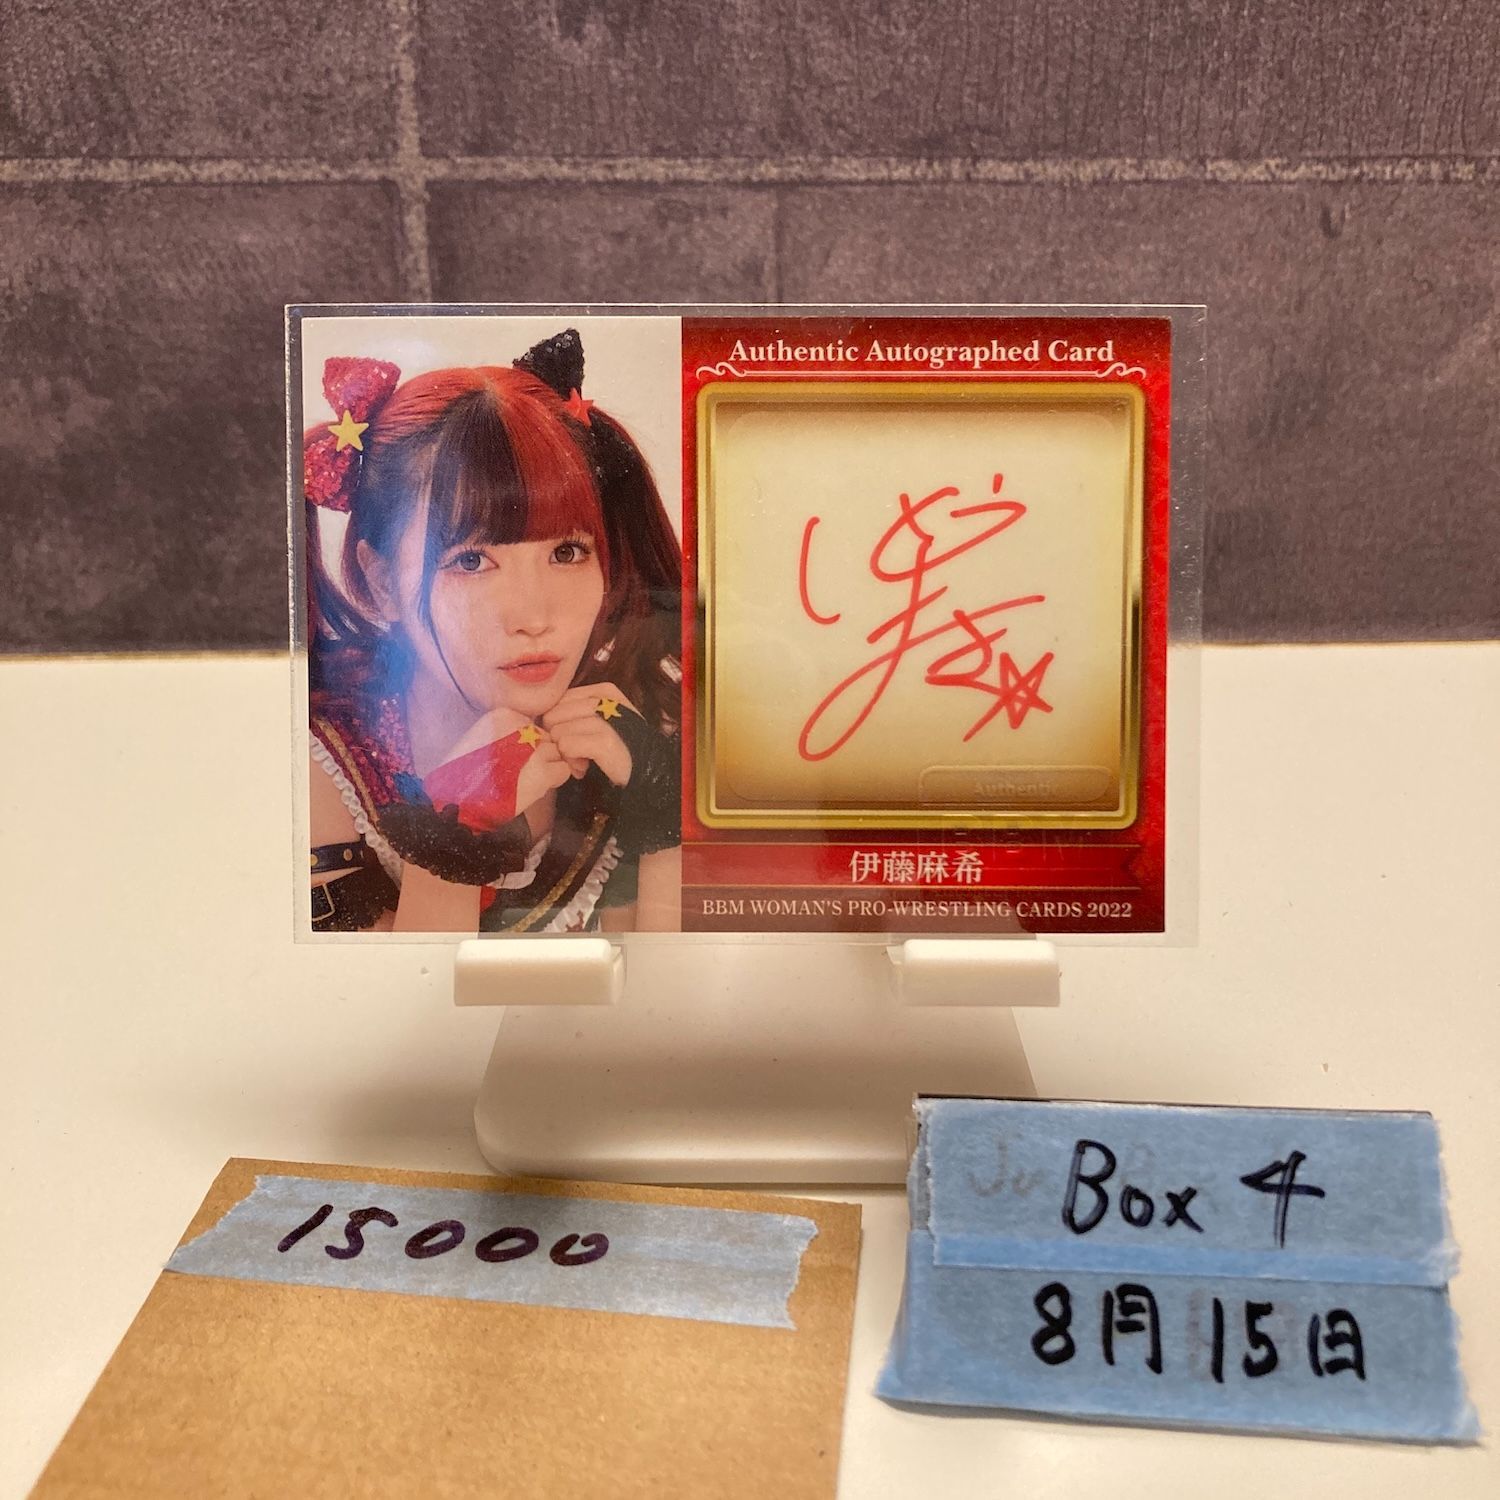 Authentic Autographed Card
Authentic
伊藤麻希
BBM WOMAN'S PRO-WRESTLING CARDS 2022
15000
Box 4
8月15日